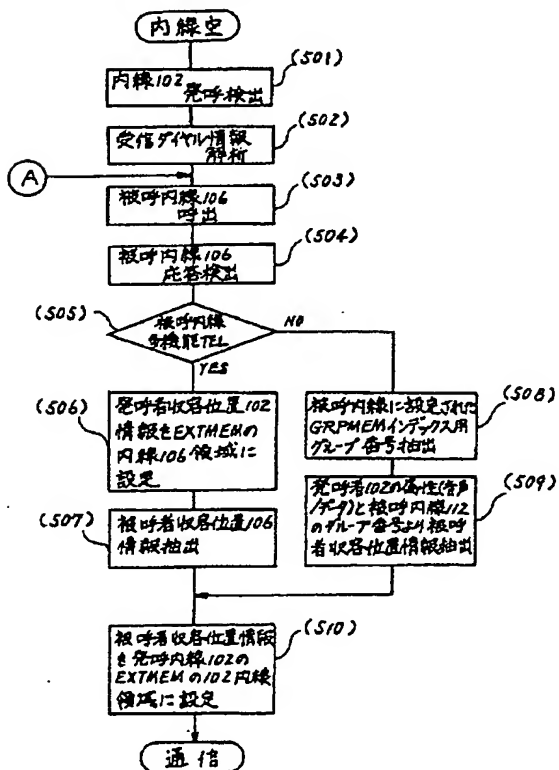 内線空
(501)
内線102
発呼検出
(502)
受信ダイヤル情報
解析
A
(503)
被呼内線106
呼出
(504)
被呼内線106
応答検出
(505)
被呼内線
多機能TEL
NO
YES
(506)
発呼者収容位置102
情報をEXTMEMの
内線106領域に
設定
(507)
被呼者収容位置106
情報抽出
(508)
被呼内線に設定された
GRPMEMインデックス用
グループ番号抽出
(509)
発呼者102の属性(音声
/データ)と被呼内線112
のグループ番号より被呼
者収容位置情報抽出
(510)
被呼者収容位置情報
を発呼内線102の
EXTMEMの102内線
領域に設定
通信